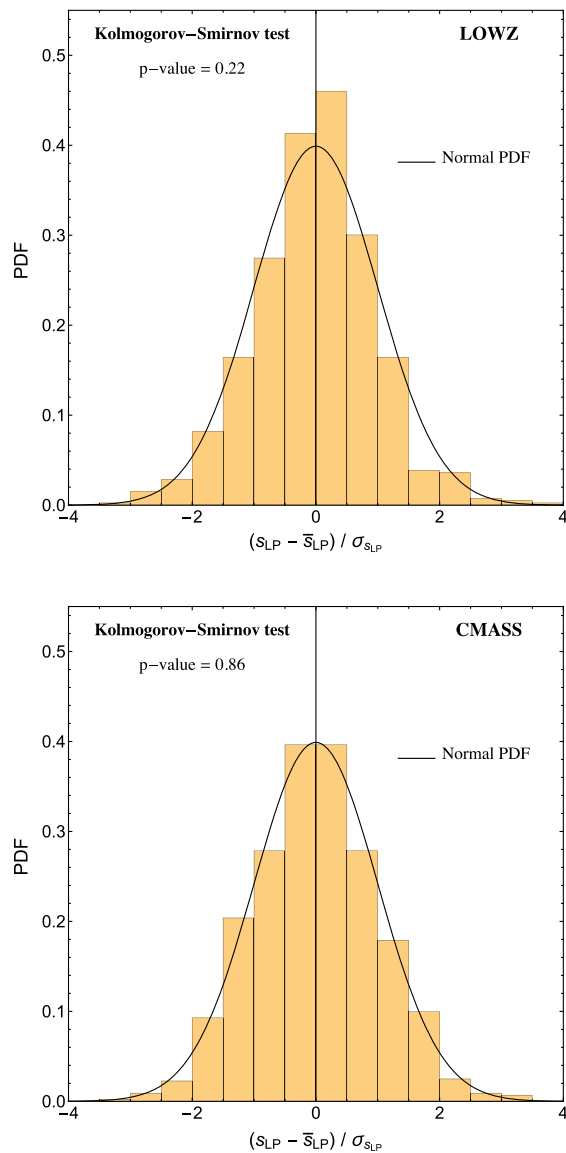 Kolmogorov−Smirnov test LOWZ
p−value = 0.22
Normal PDF
PDF
0.5
0.4
0.3
0.2
0.1
0.0
−4 −2 0 2 4
(sLP − s̅LP) / σsLP
Kolmogorov−Smirnov test CMASS
p−value = 0.86
Normal PDF
PDF
0.5
0.4
0.3
0.2
0.1
0.0
−4 −2 0 2 4
(sLP − s̅LP) / σsLP